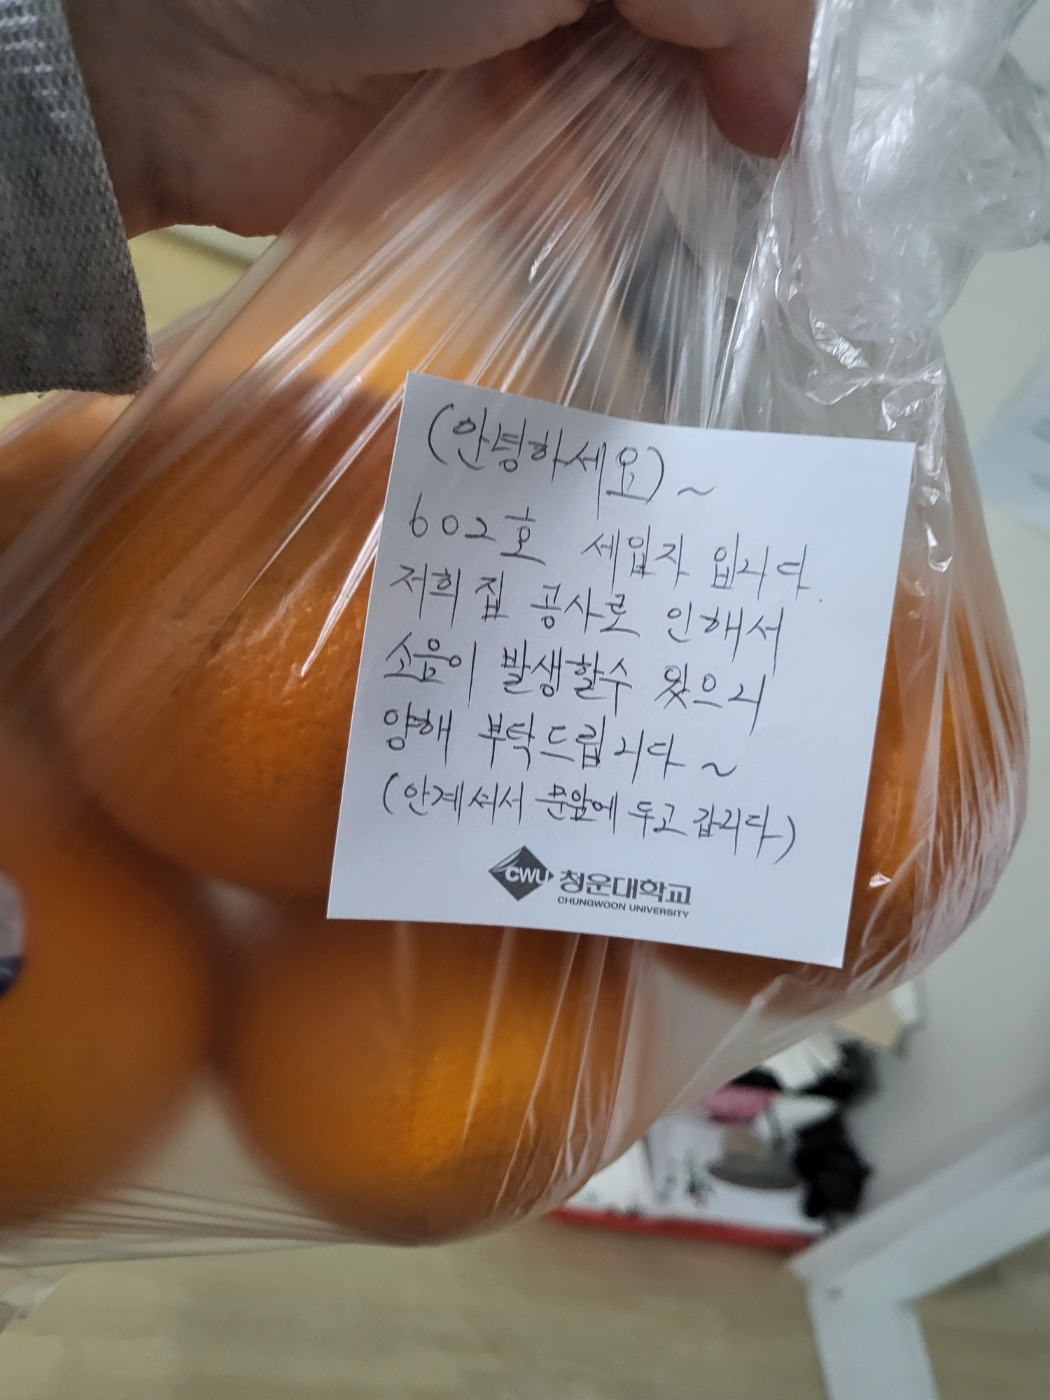 (안녕하세요)~
602호 세입자 입니다.
저희 집 공사로 인해서
소음이 발생할수 있으니
양해 부탁드립니다~
(안계셔서 문앞에 두고 갑니다)
CWU 청운대학교
CHUNGWOON UNIVERSITY